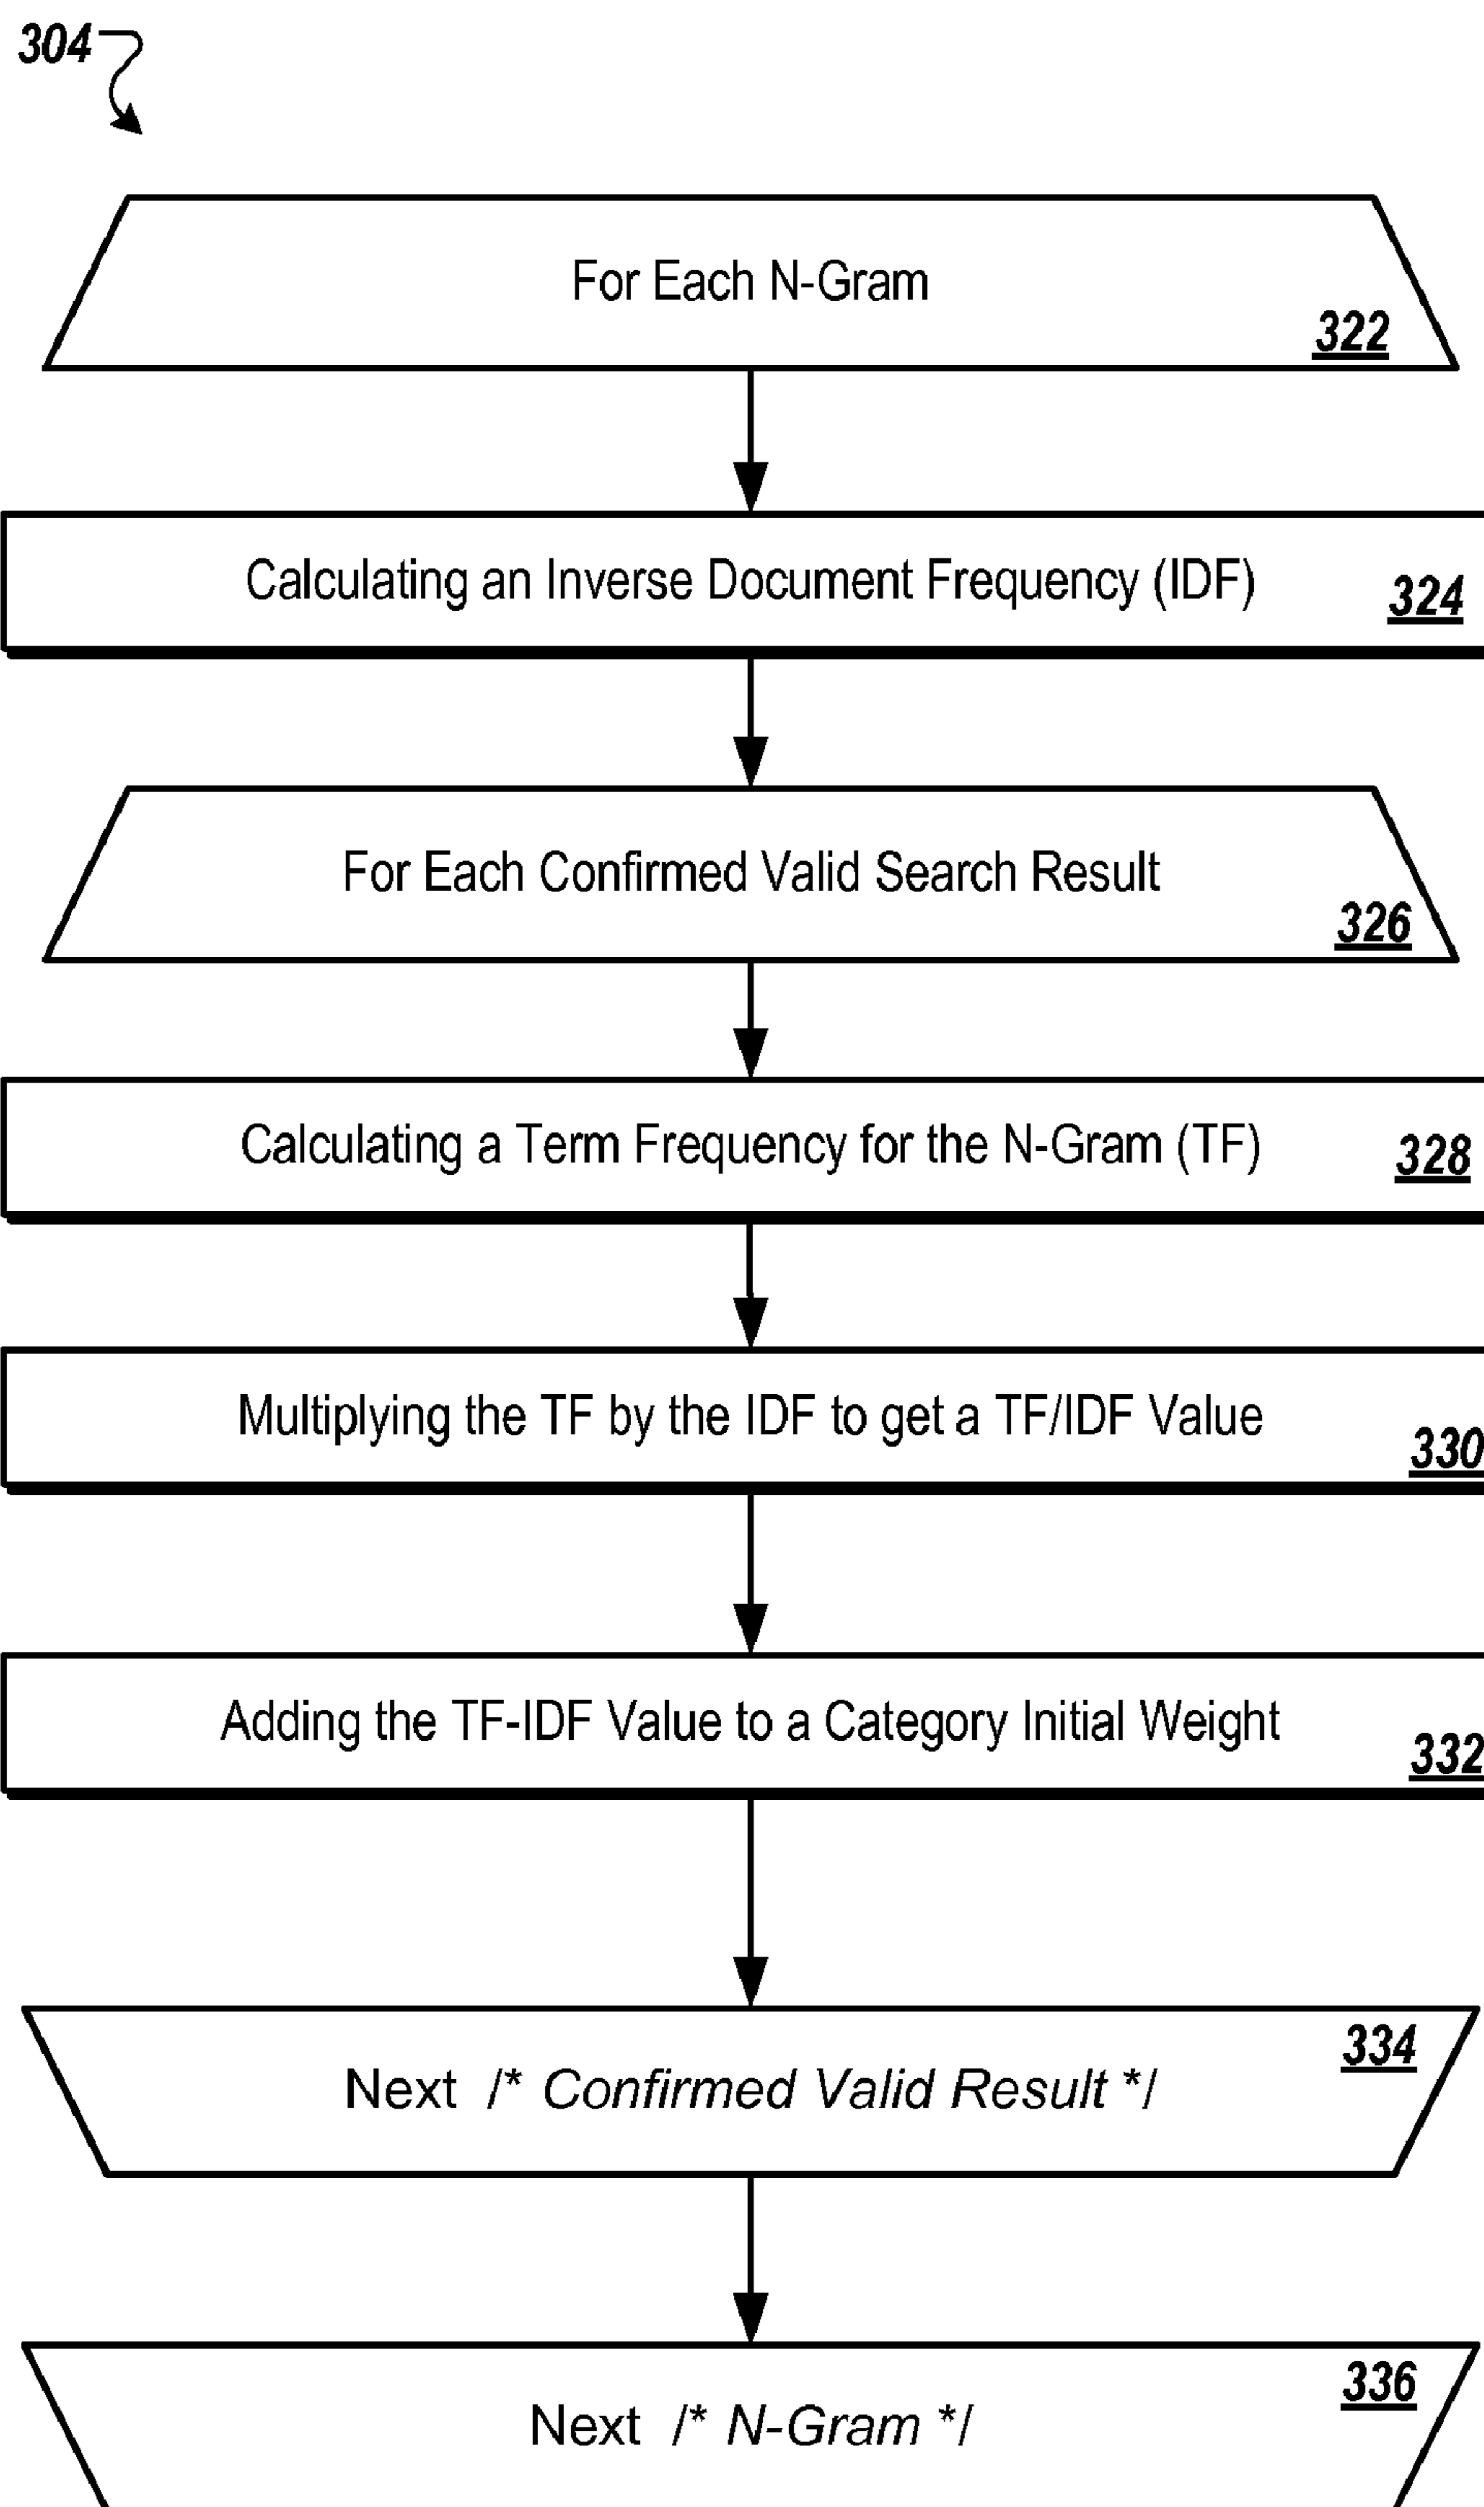 304
For Each N-Gram
322
Calculating an Inverse Document Frequency (IDF)
324
For Each Confirmed Valid Search Result
326
Calculating a Term Frequency for the N-Gram (TF)
328
Multiplying the TF by the IDF to get a TF/IDF Value
330
Adding the TF-IDF Value to a Category Initial Weight
332
334
Next /* Confirmed Valid Result */
336
Next /* N-Gram */